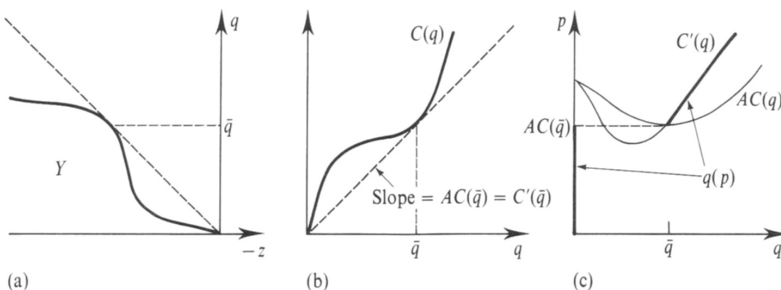 q
q̄
Y
−z
(a)
C(q)
Slope = AC(q̄) = C′(q̄)
q̄
q
(b)
p
C′(q)
AC(q)
AC(q̄)
q(p)
q̄
q
(c)